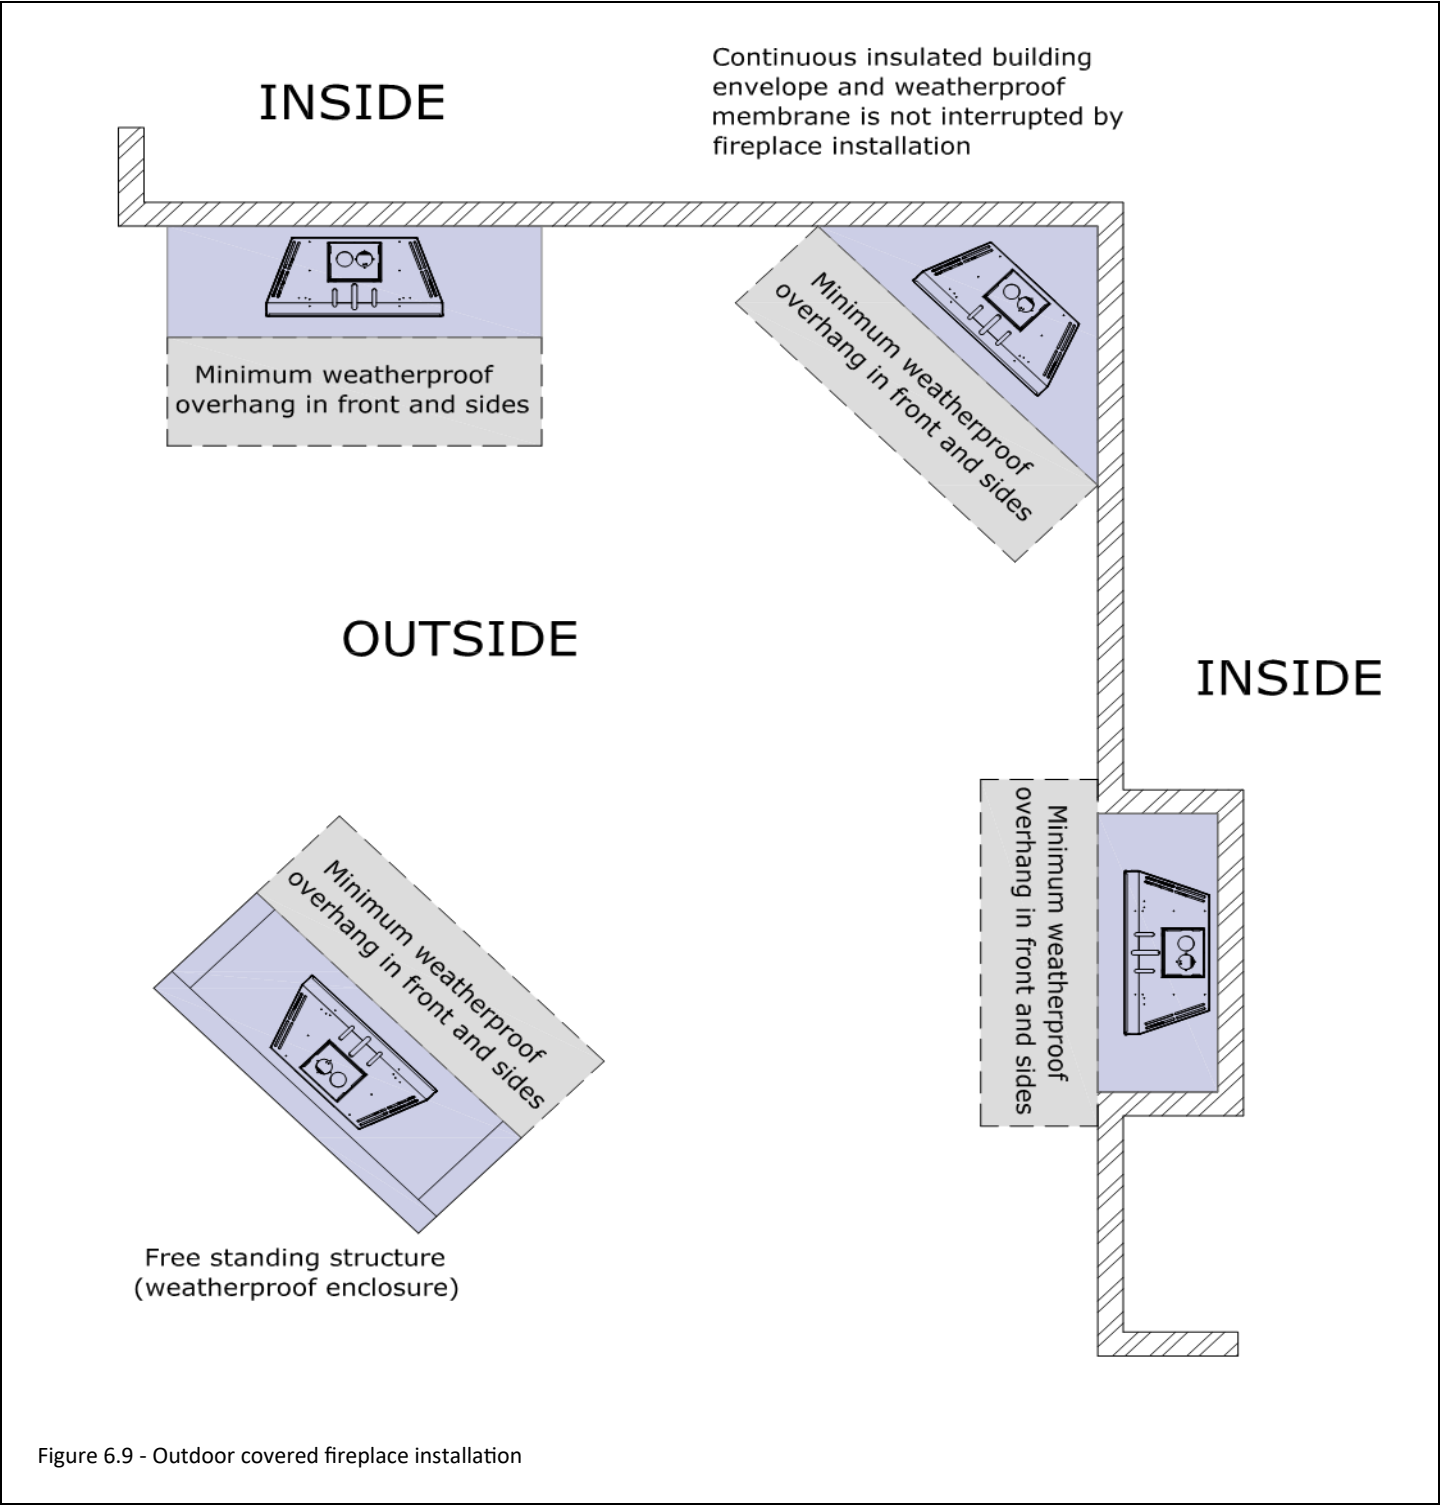 INSIDE
Continuous insulated building
envelope and weatherproof
membrane is not interrupted by
fireplace installation
Minimum weatherproof
overhang in front and sides
Minimum weatherproof
overhang in front and sides
OUTSIDE
INSIDE
Minimum weatherproof
overhang in front and sides
Minimum weatherproof
overhang in front and sides
Free standing structure
(weatherproof enclosure)
Figure 6.9 - Outdoor covered fireplace installation